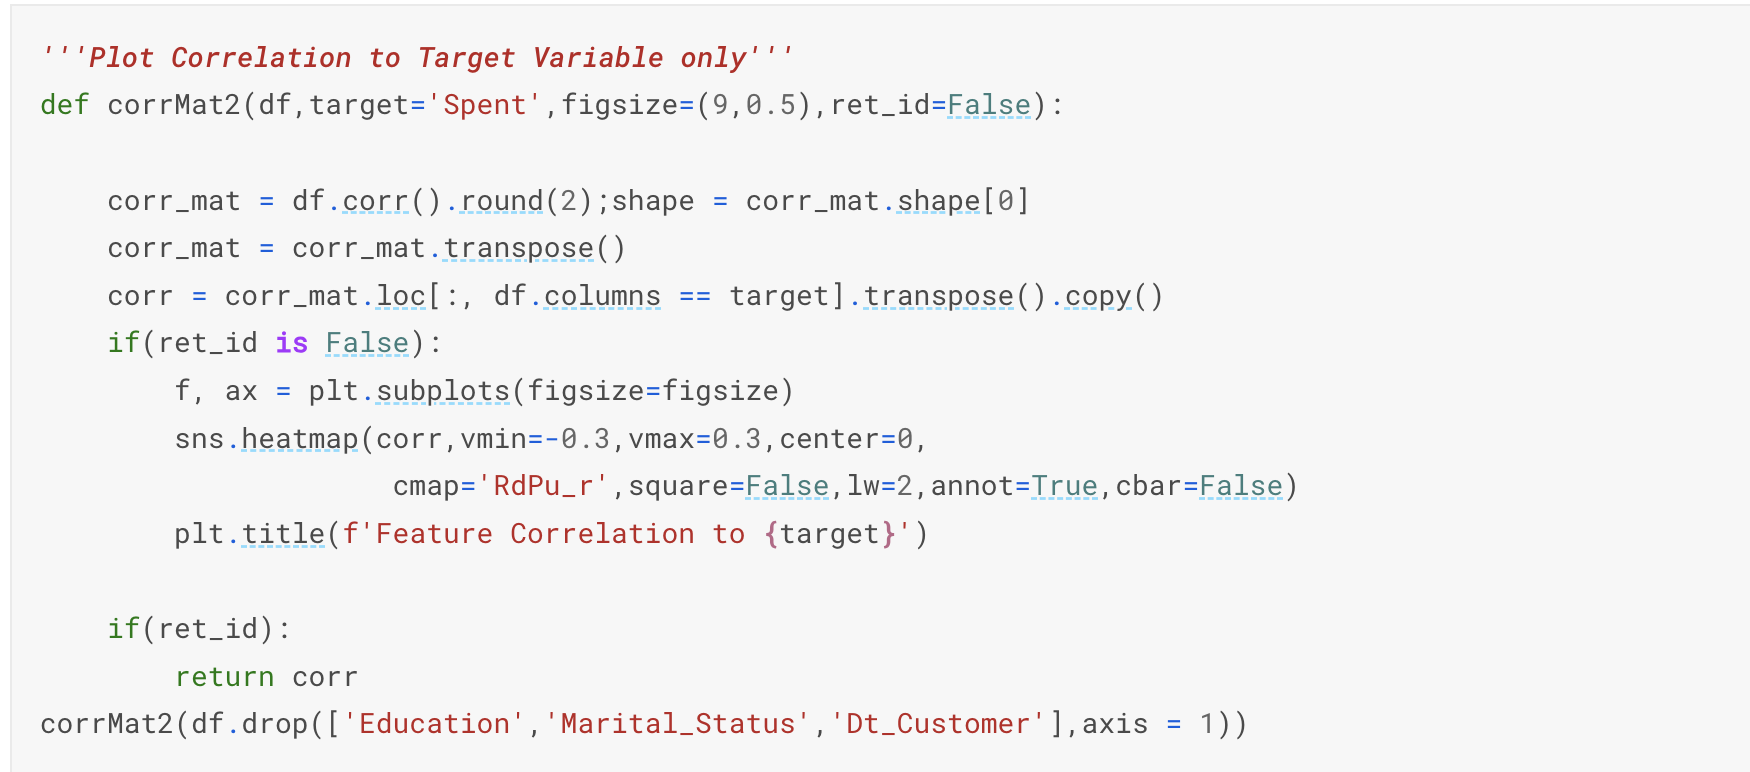 '''Plot Correlation to Target Variable only'''
def corrMat2(df,target='Spent',figsize=(9,0.5),ret_id=False):
    corr_mat = df.corr().round(2);shape = corr_mat.shape[0]
    corr_mat = corr_mat.transpose()
    corr = corr_mat.loc[:, df.columns == target].transpose().copy()
    if(ret_id is False):
        f, ax = plt.subplots(figsize=figsize)
        sns.heatmap(corr,vmin=-0.3,vmax=0.3,center=0,
                     cmap='RdPu_r',square=False,lw=2,annot=True,cbar=False)
        plt.title(f'Feature Correlation to {target}')
    if(ret_id):
        return corr
corrMat2(df.drop(['Education','Marital_Status','Dt_Customer'],axis = 1))